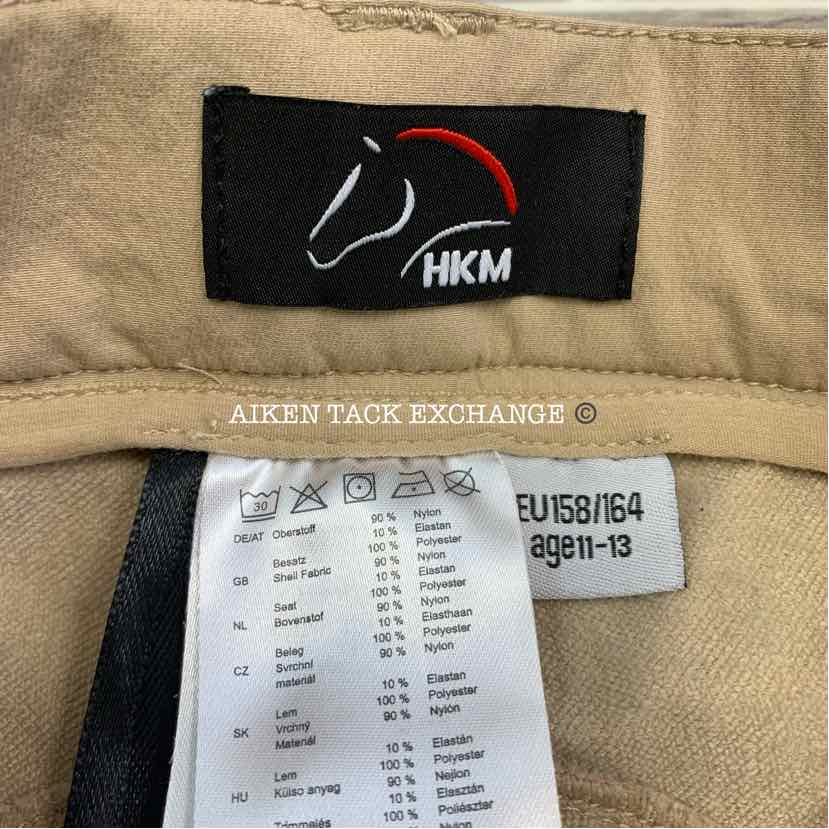 HKM
AIKEN TACK EXCHANGE ©
EU158/164
age11-13
30
DE/AT Oberstoff 90 % Nylon
10 % Elastan
Besatz 100 % Polyester
GB Shell Fabric 90 % Nylon
10 % Elastan
Seat 100 % Polyester
NL Bovenstof 90 % Nylon
10 % Elasthaan
Beleg 100 % Polyester
CZ Svrchní 90 % Nylon
materiál
10 % Elastan
Lem 100 % Polyester
SK Vrchný 90 % Nylón
Materiál
10 % Elastán
Lem 100 % Polyester
HU Külso anyag 90 % Nejlon
10 % Elasztán
Trimmelés 100 % Poliészter
Nylon